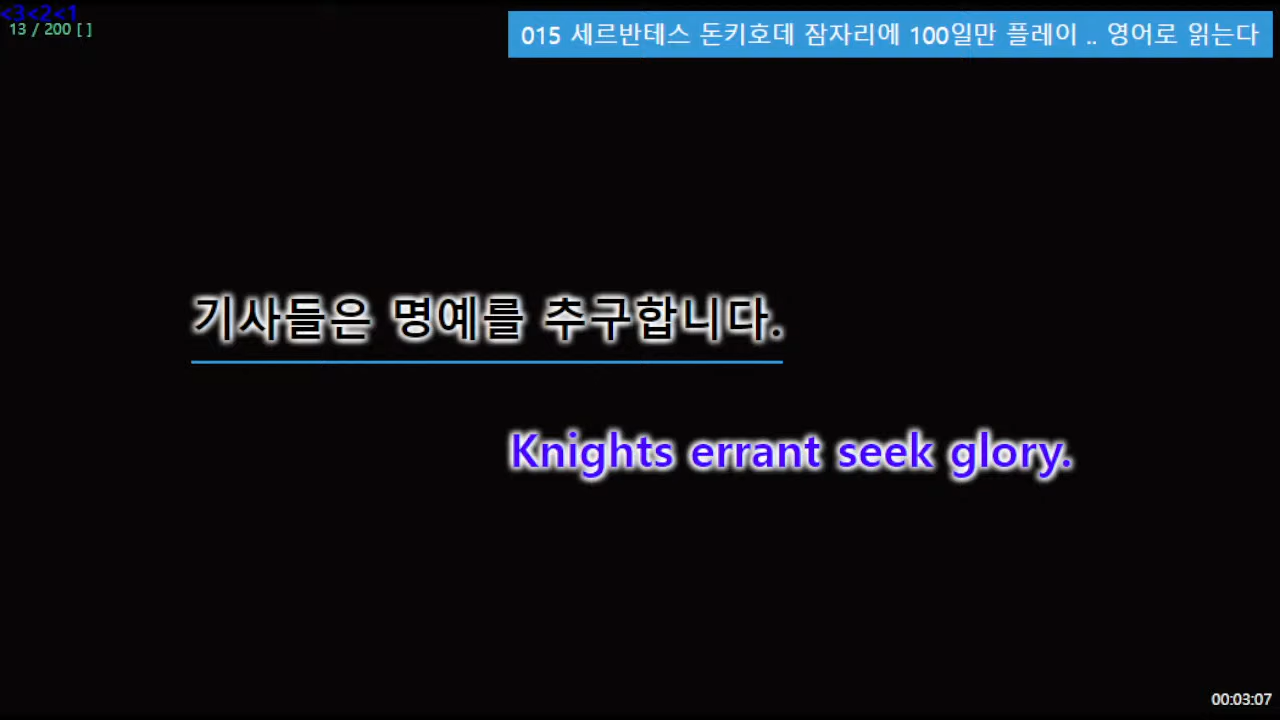 <3<2<1
13 / 200 [ ]
015 세르반테스 돈키호데 잠자리에 100일만 플레이 .. 영어로 읽는다
기사들은 명예를 추구합니다.
Knights errant seek glory.
00:03:07